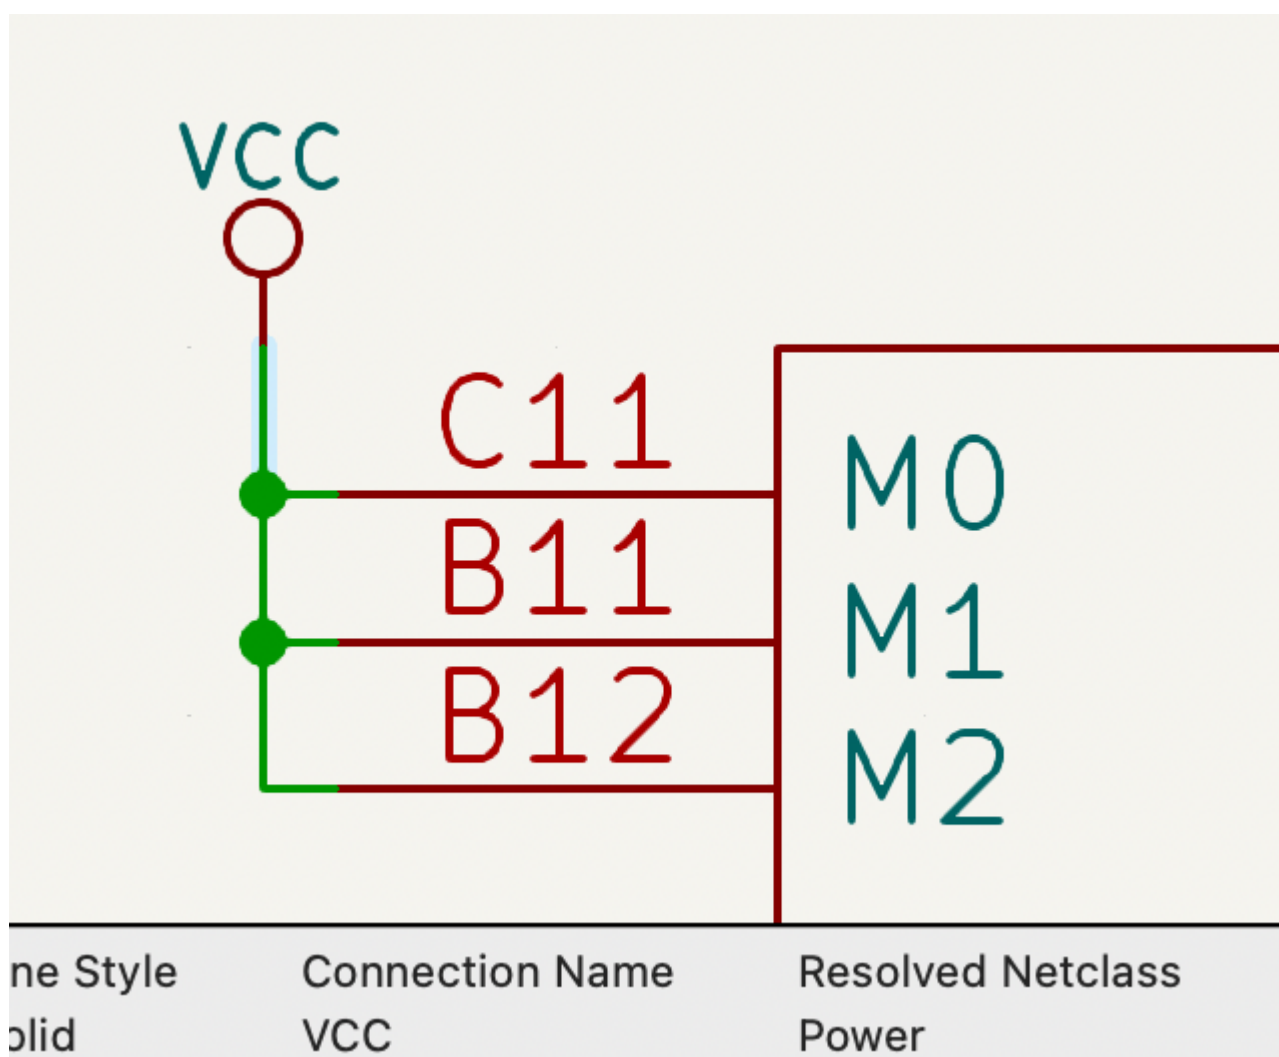 VCC
C11
M0
B11
M1
B12
M2
ne Style Connection Name Resolved Netclass
olid VCC Power